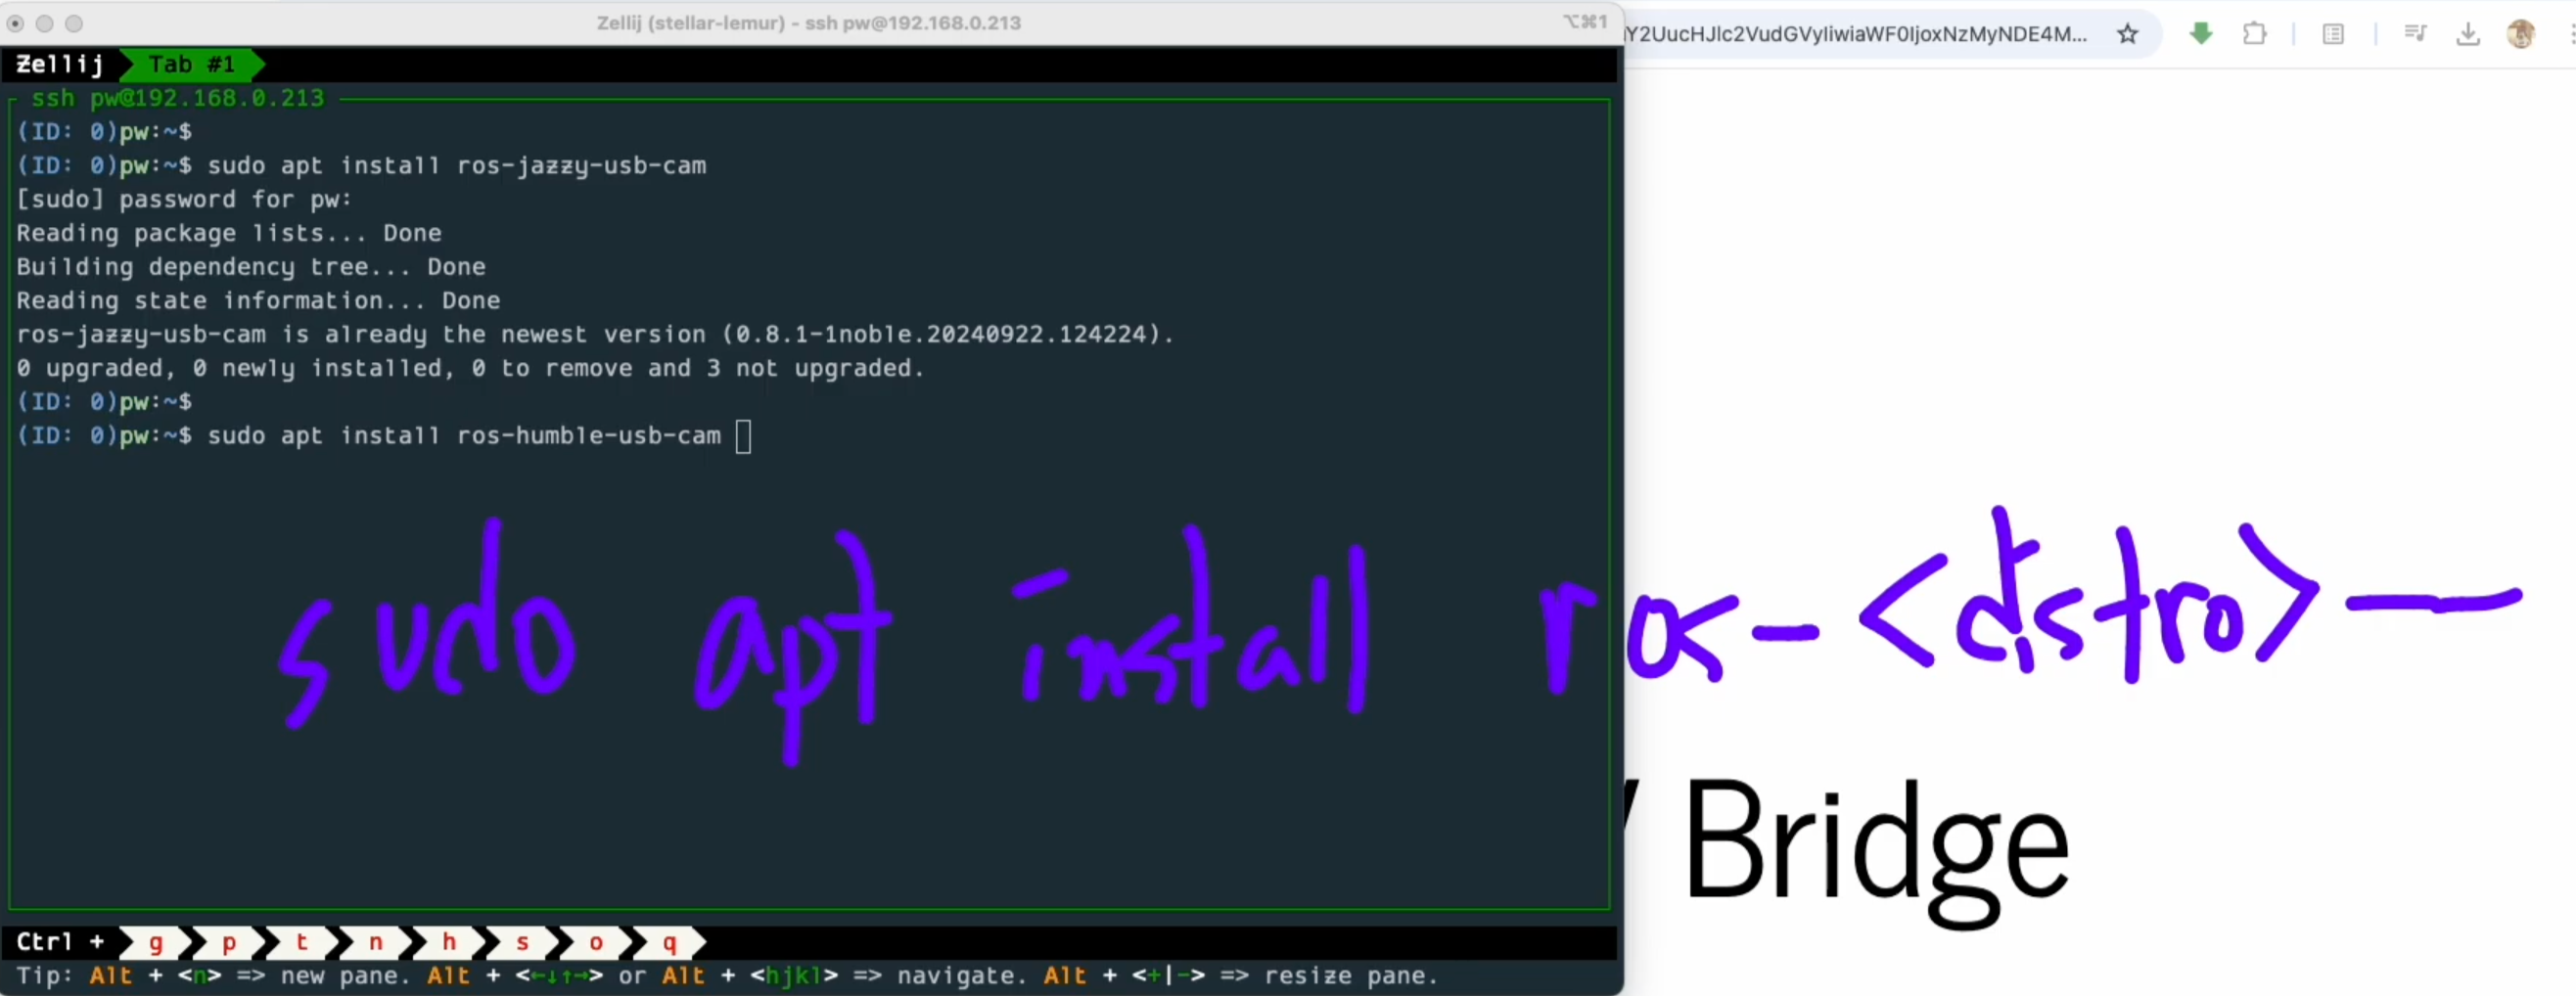 Zellij (stellar-lemur) - ssh pw@192.168.0.213
⌥⌘1
Zellij Tab #1
ssh pw@192.168.0.213
(ID: 0)pw:~$
(ID: 0)pw:~$ sudo apt install ros-jazzy-usb-cam
[sudo] password for pw:
Reading package lists... Done
Building dependency tree... Done
Reading state information... Done
ros-jazzy-usb-cam is already the newest version (0.8.1-1noble.20240922.124224).
0 upgraded, 0 newly installed, 0 to remove and 3 not upgraded.
(ID: 0)pw:~$
(ID: 0)pw:~$ sudo apt install ros-humble-usb-cam
sudo apt install ros-<distro>-
Bridge
Ctrl + g p t n h s o q
Tip: Alt + <n> => new pane. Alt + <←↓↑→> or Alt + <hjkl> => navigate. Alt + <+|-> => resize pane.